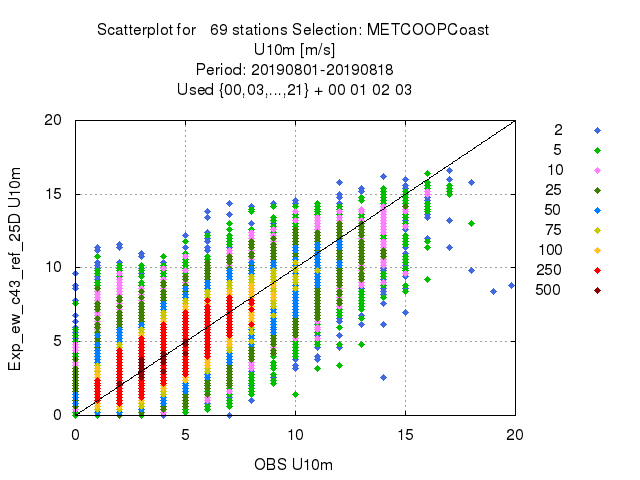 Scatterplot for 69 stations Selection: METCOOPCoast
U10m [m/s]
Period: 20190801-20190818
Used {00,03,...,21} + 00 01 02 03
20
15
10
5
0
Exp_ew_c43_ref_25D U10m
0 5 10 15 20
OBS U10m
2
5
10
25
50
75
100
250
500